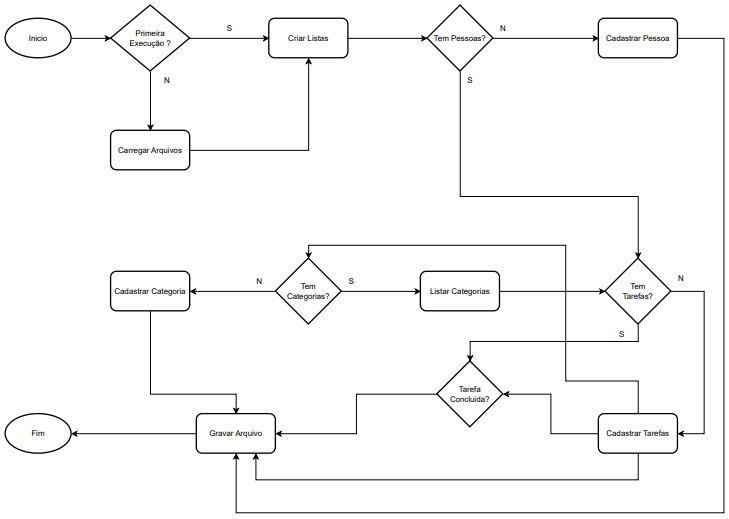 Inicio
Primeira
Execução ?
S
Criar Listas
Tem Pessoas?
N
Cadastrar Pessoa
N
S
Carregar Arquivos
Cadastrar Categoria
N
Tem
Categorias?
S
Listar Categorias
Tem
Tarefas?
N
S
Tarefa
Concluida?
Fim
Gravar Arquivo
Cadastrar Tarefas